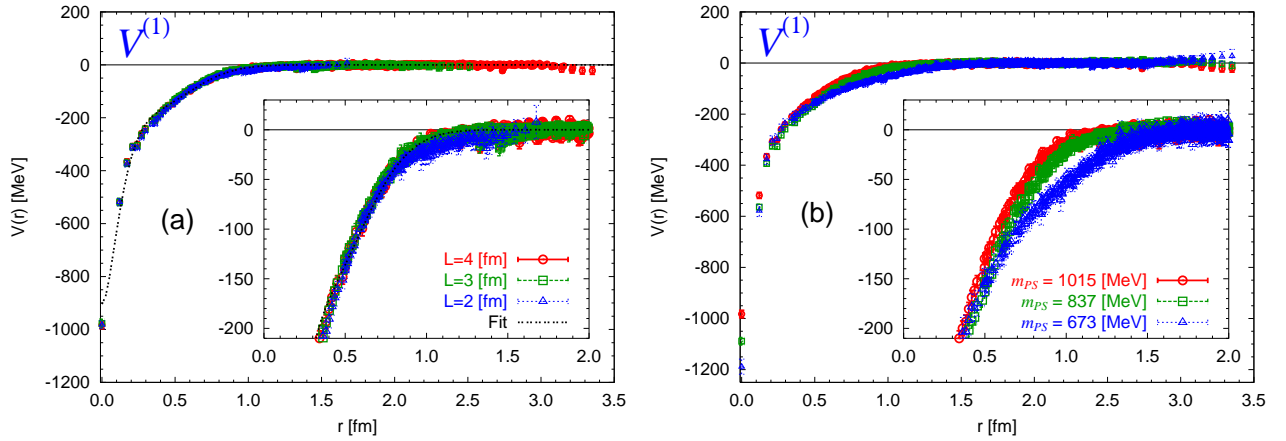 V(1)
V(r) [MeV]
200
0
-200
-400
-600
-800
-1000
-1200
0.0 0.5 1.0 1.5 2.0 2.5 3.0 3.5
r [fm]
(a)
0
-50
-100
-150
-200
0.0 0.5 1.0 1.5 2.0
L=4 [fm]
L=3 [fm]
L=2 [fm]
Fit
V(1)
V(r) [MeV]
200
0
-200
-400
-600
-800
-1000
-1200
0.0 0.5 1.0 1.5 2.0 2.5 3.0 3.5
r [fm]
(b)
0
-50
-100
-150
-200
0.0 0.5 1.0 1.5 2.0
mPS = 1015 [MeV]
mPS = 837 [MeV]
mPS = 673 [MeV]